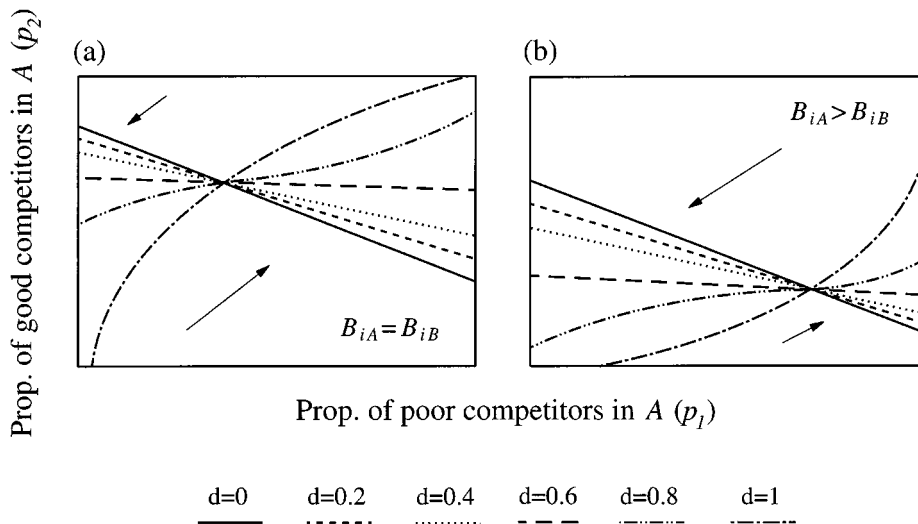 (a)
(b)
Prop. of good competitors in A (p2)
BiA > BiB
BiA = BiB
Prop. of poor competitors in A (p1)
d=0 d=0.2 d=0.4 d=0.6 d=0.8 d=1